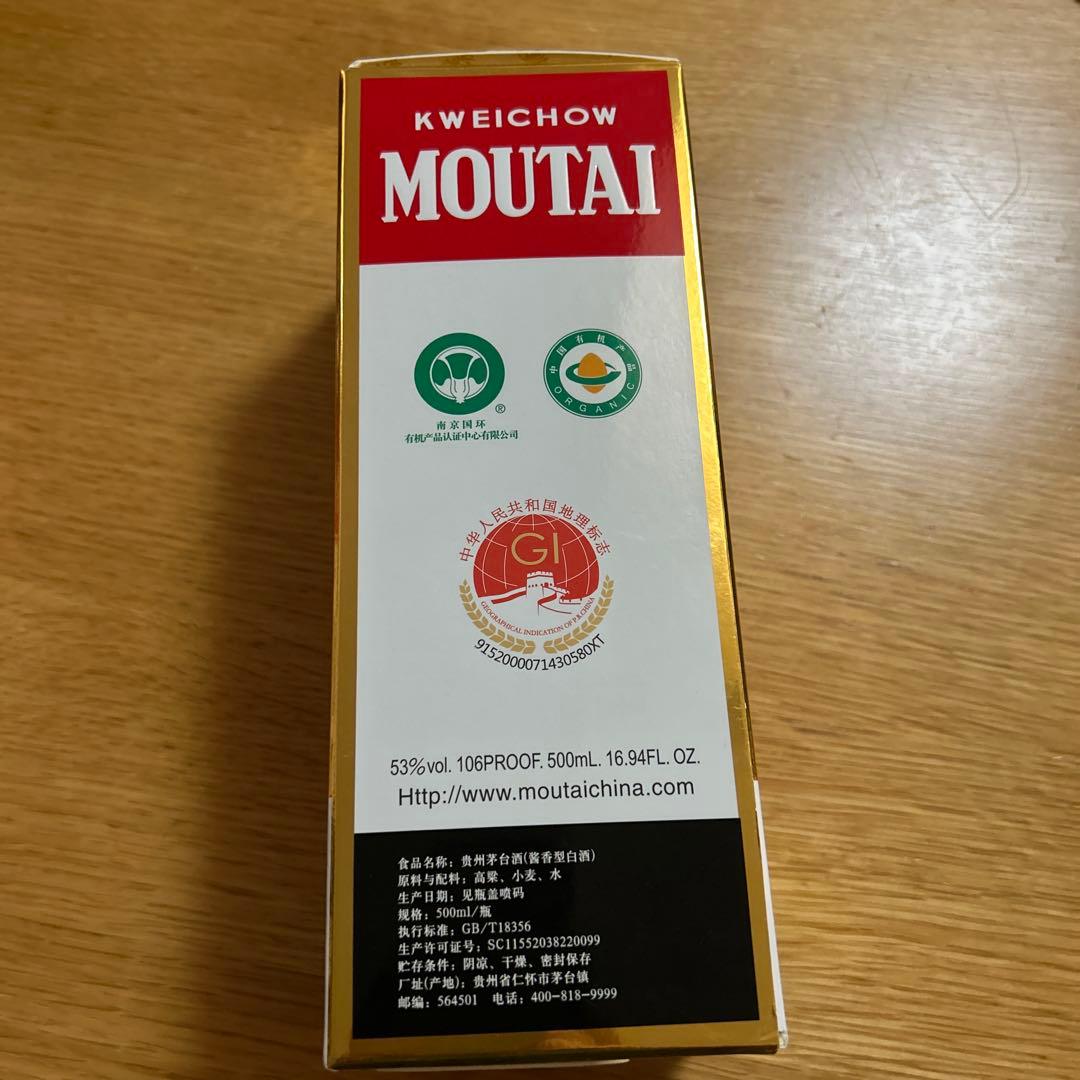 KWEICHOW
MOUTAI
®
南京国环
有机产品认证中心有限公司
中国有机产品
ORGANIC
中华人民共和国地理标志
GI
GEOGRAPHICAL INDICATION OF P.R.CHINA
9152000071430580XT
53%vol. 106PROOF. 500mL. 16.94FL. OZ.
Http://www.moutaichina.com
食品名称：贵州茅台酒(酱香型白酒)
原料与配料：高粱、小麦、水
生产日期：见瓶盖喷码
规格：500ml/瓶
执行标准：GB/T18356
生产许可证号：SC11552038220099
贮存条件：阴凉、干燥、密封保存
厂址(产地)：贵州省仁怀市茅台镇
邮编：564501 电话：400-818-9999